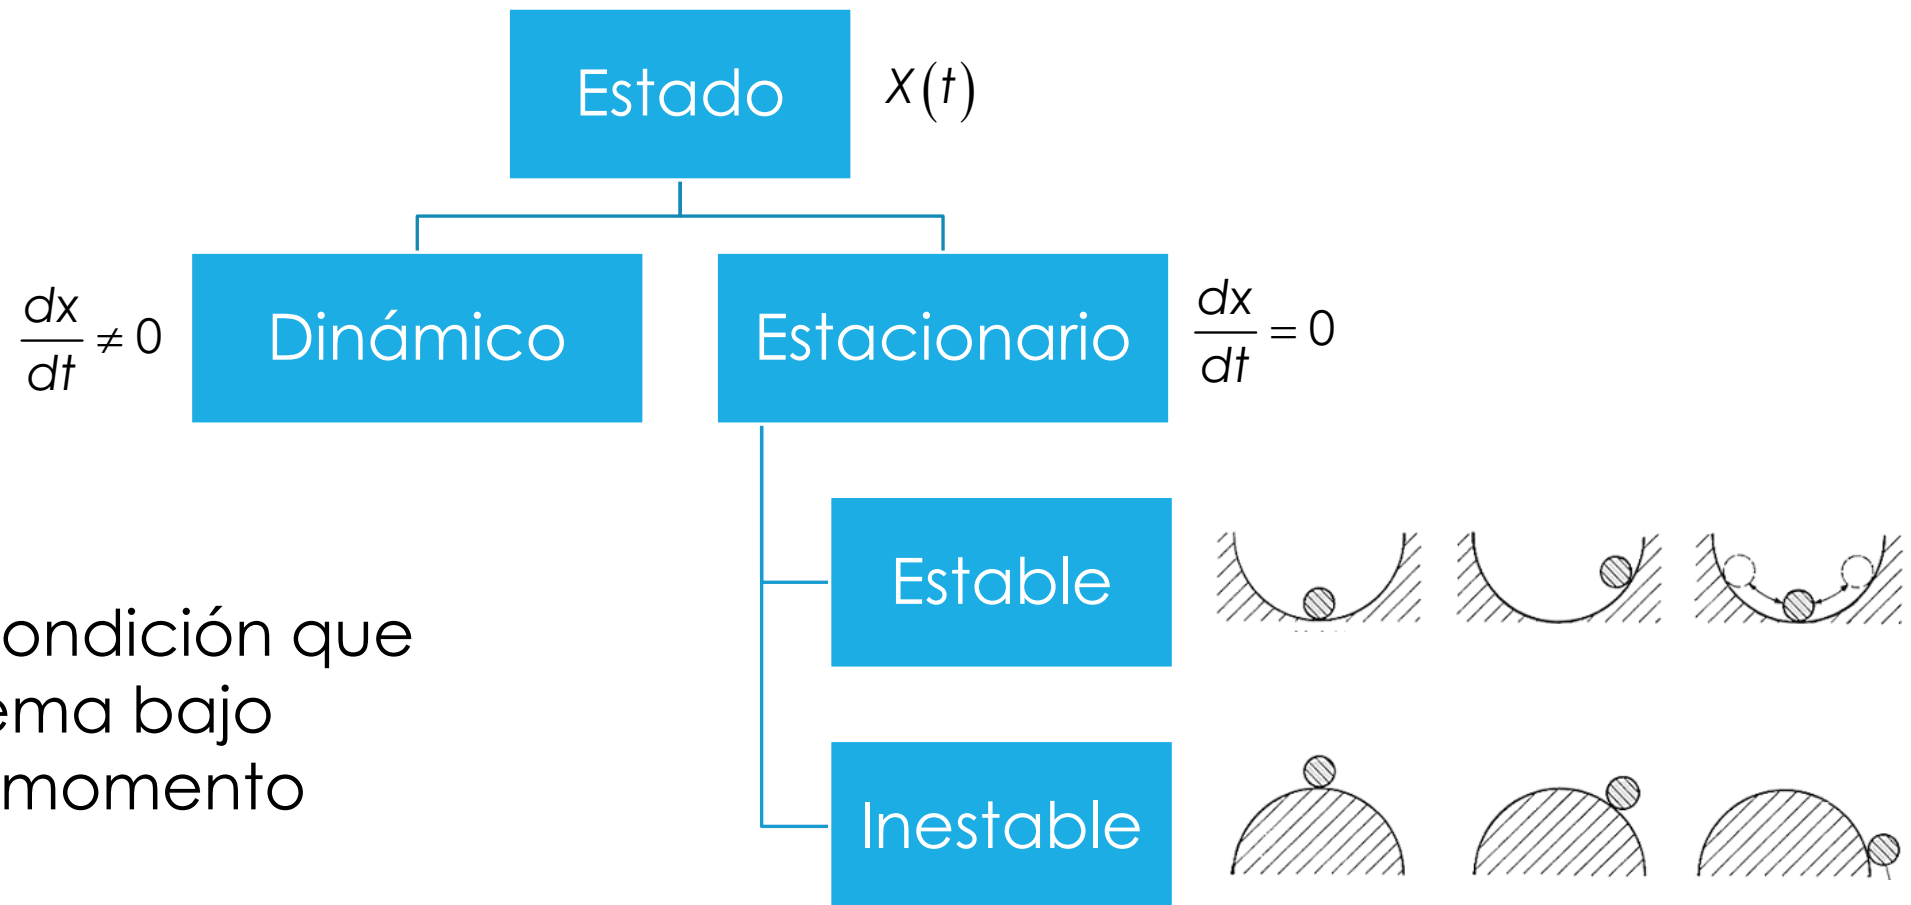 Estado
X(t)
dx/dt ≠ 0
Dinámico
Estacionario
dx/dt = 0
Estable
ondición que
ema bajo
momento
Inestable